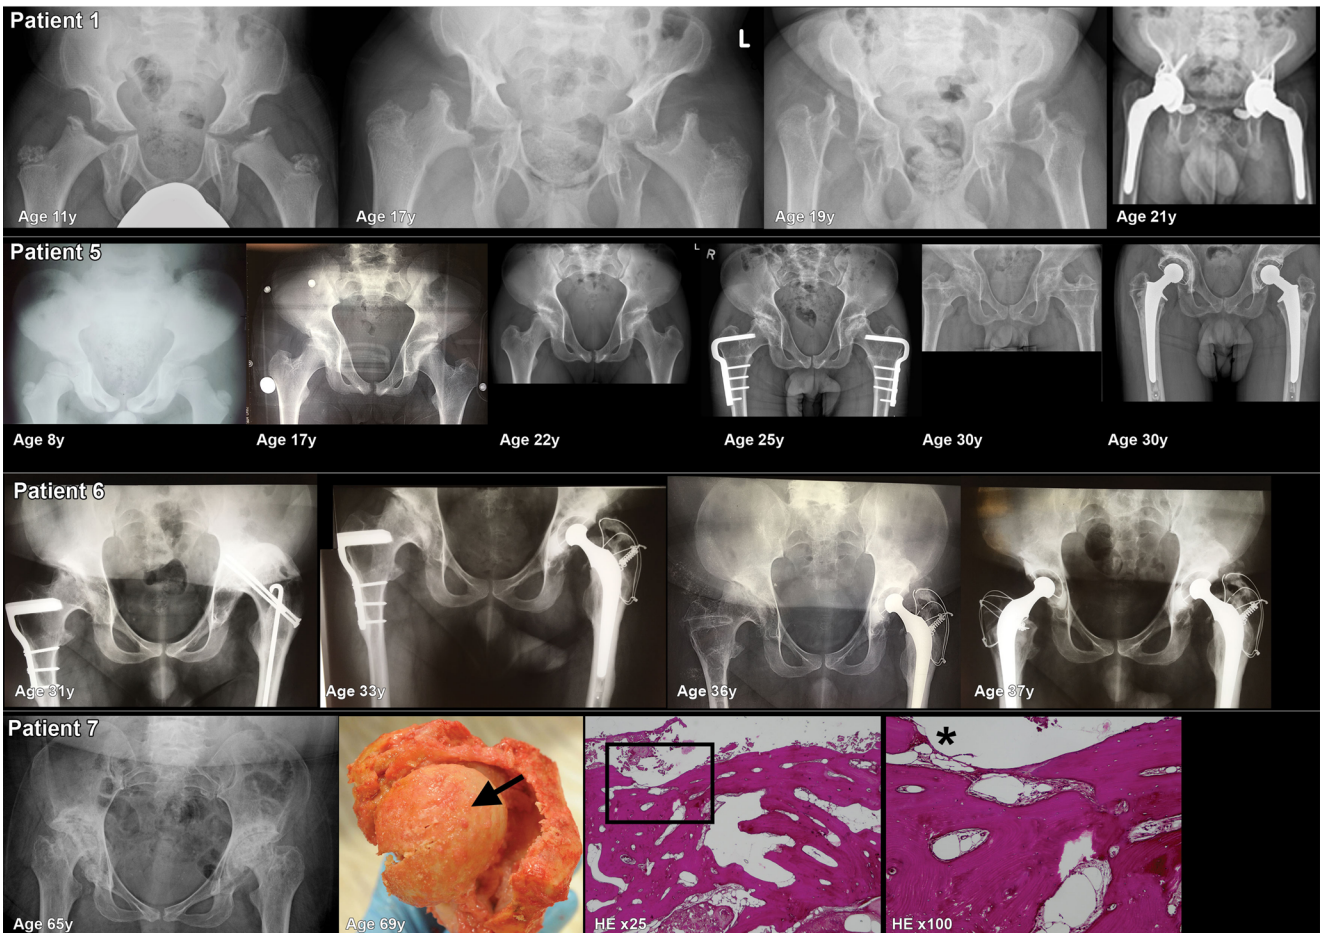 Patient 1
L
Age 11y
Age 17y
Age 19y
Age 21y
Patient 5
L
R
Age 8y
Age 17y
Age 22y
Age 25y
Age 30y
Age 30y
Patient 6
Age 31y
Age 33y
Age 36y
Age 37y
Patient 7
*
Age 65y
Age 69y
HE x25
HE x100